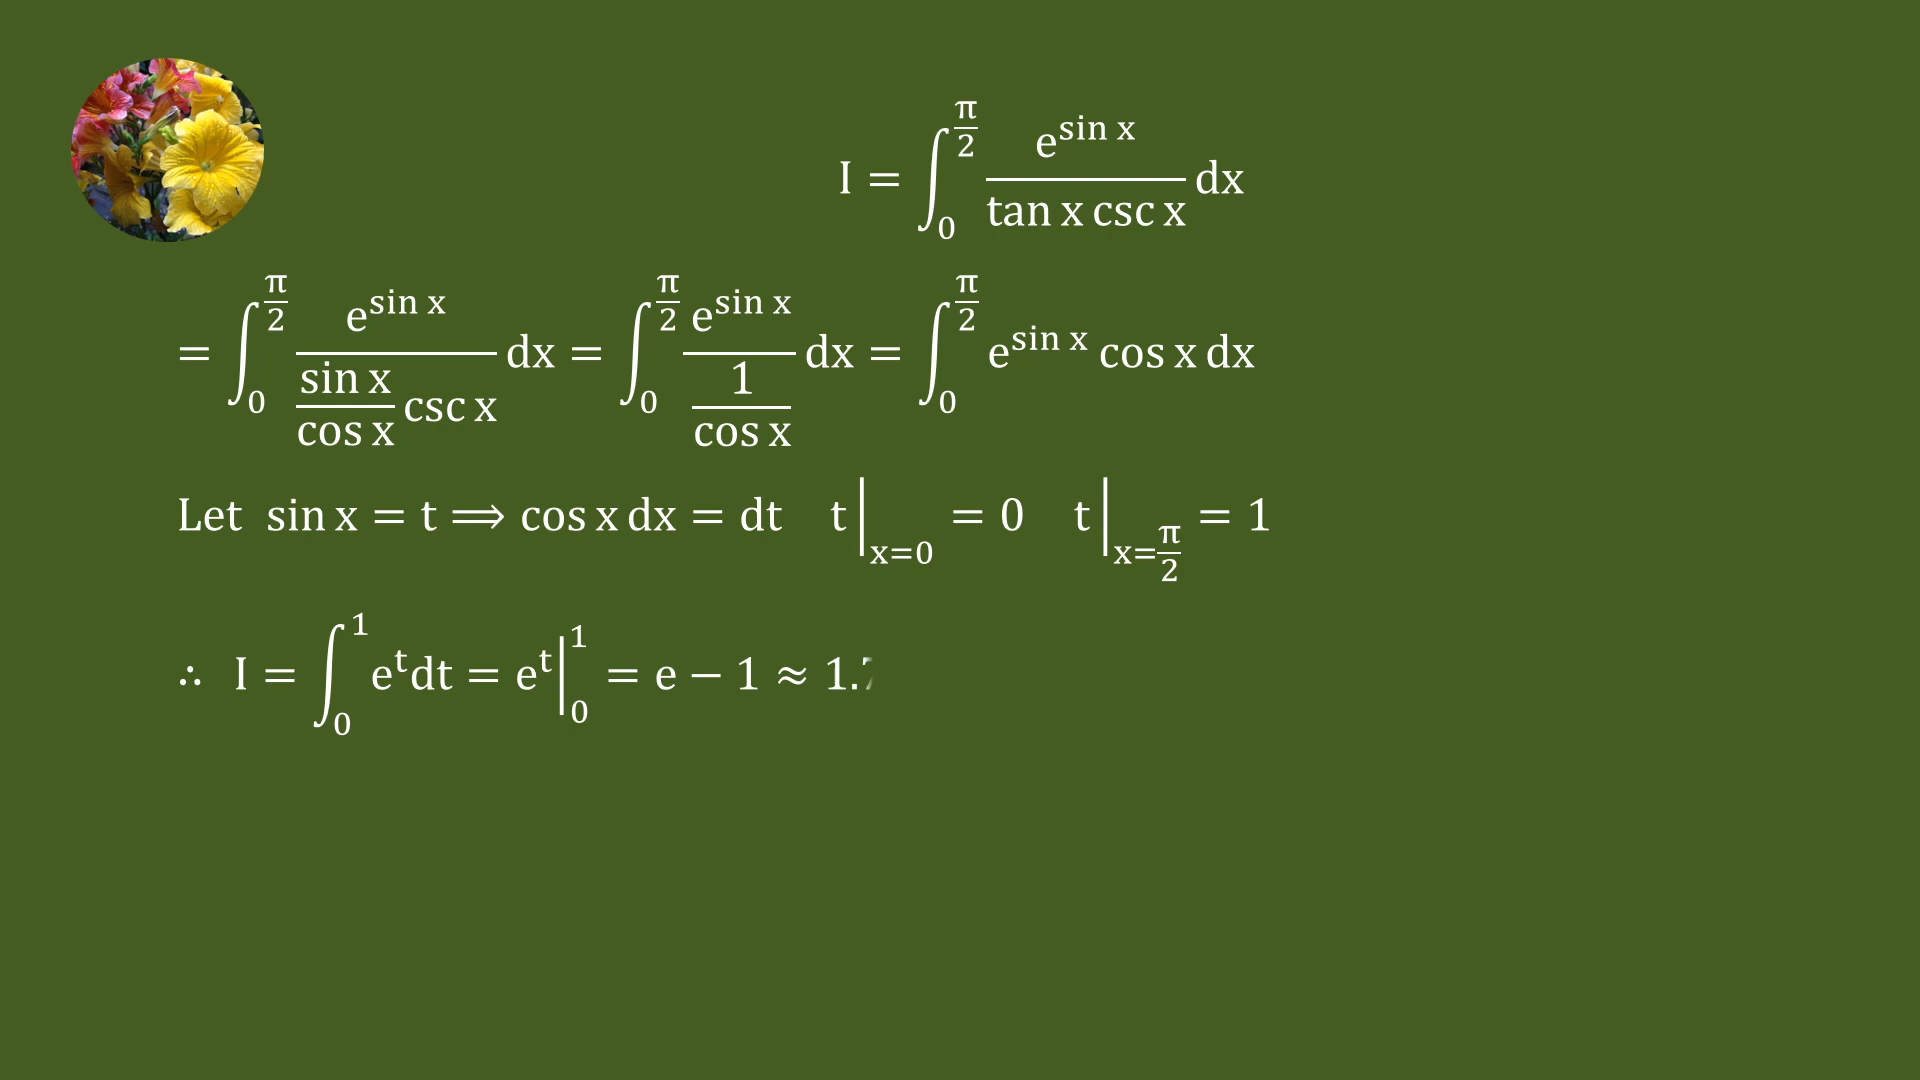 I = ∫₀^(π/2) e^(sin x) / (tan x csc x) dx
= ∫₀^(π/2) e^(sin x) / ((sin x / cos x) csc x) dx = ∫₀^(π/2) e^(sin x) / (1 / cos x) dx = ∫₀^(π/2) e^(sin x) cos x dx
Let sin x = t ⟹ cos x dx = dt t|ₓ₌₀ = 0 t|_(x=π/2) = 1
∴ I = ∫₀¹ e^t dt = e^t|₀¹ = e − 1 ≈ 1.